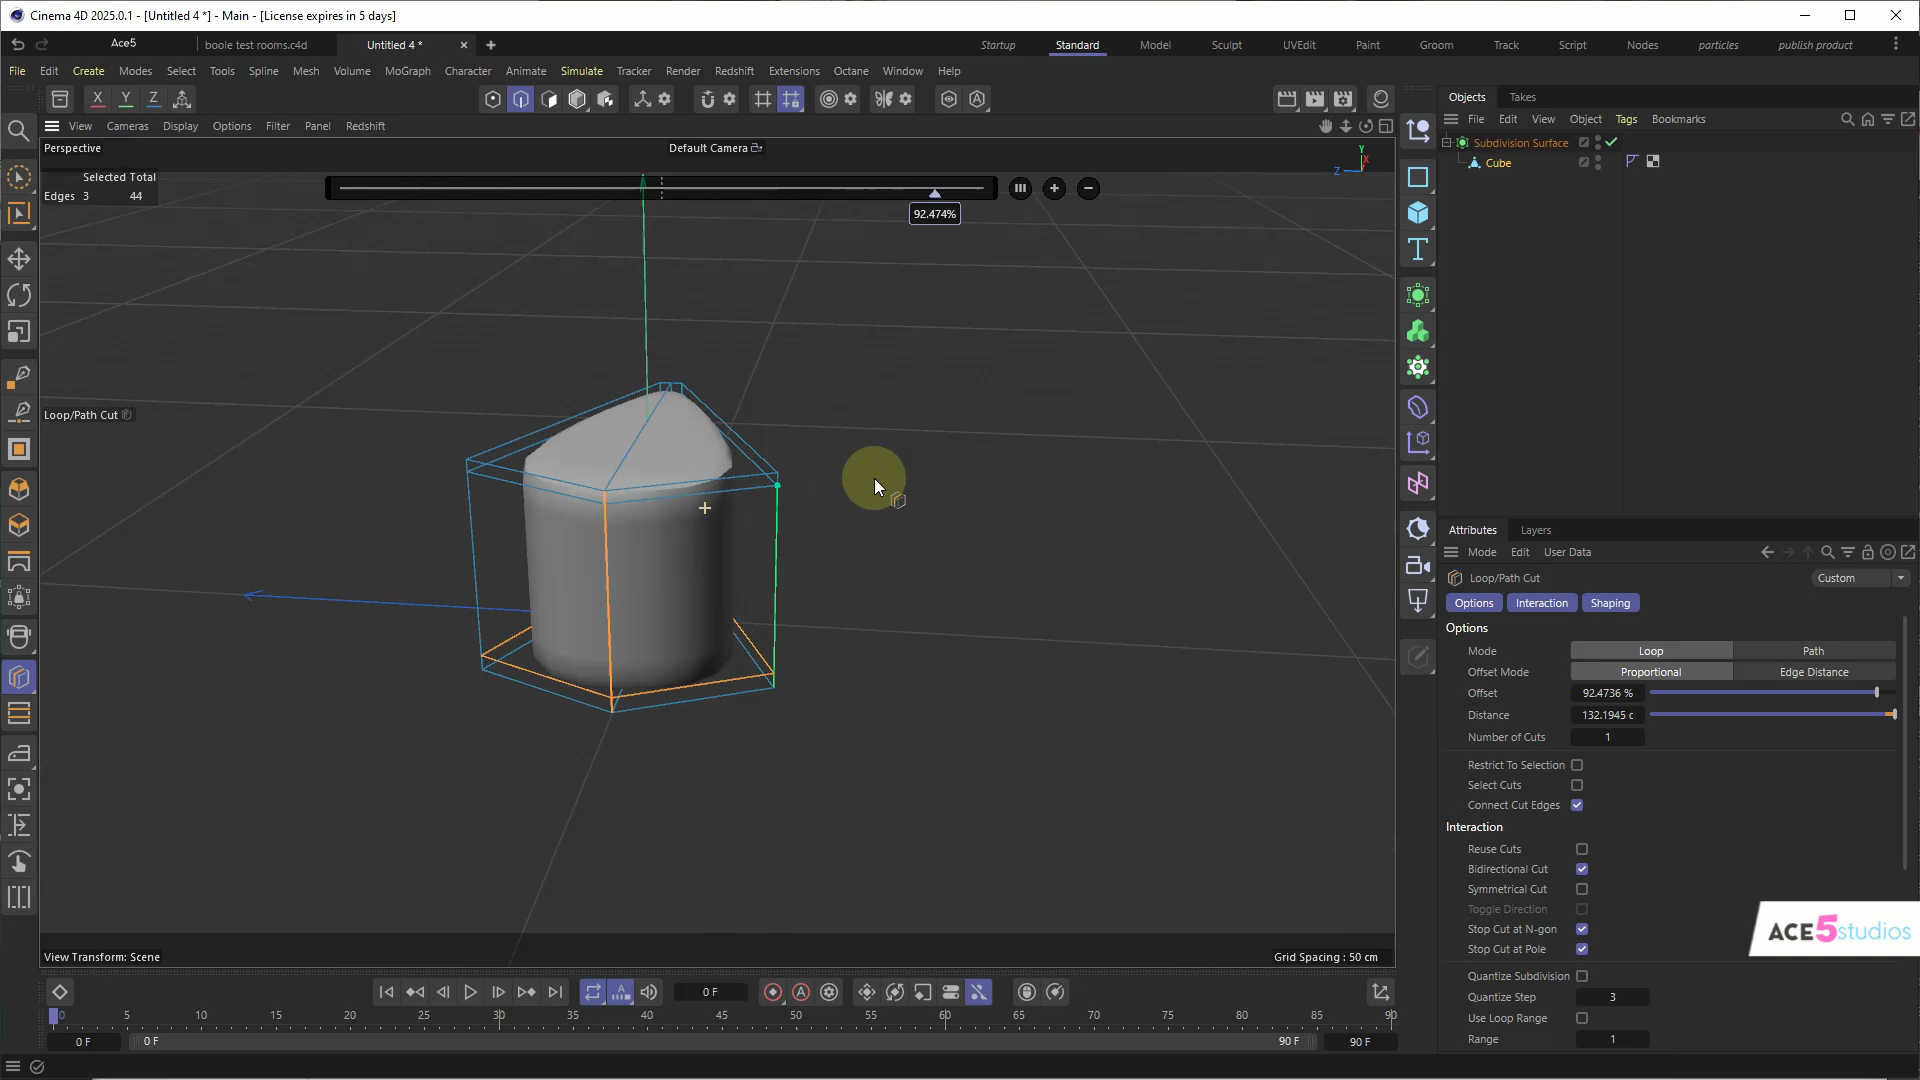 Cinema 4D 2025.0.1 - [Untitled 4 *] - Main - [License expires in 5 days]
Ace5
boole test rooms.c4d
Untitled 4 *
Startup
Standard
Model
Sculpt
UVEdit
Paint
Groom
Track
Script
Nodes
particles
publish product
File Edit Create Modes Select Tools Spline Mesh Volume MoGraph Character Animate Simulate Tracker Render Redshift Extensions Octane Window Help
X Y Z
Objects Takes
View Cameras Display Options Filter Panel Redshift
File Edit View Object Tags Bookmarks
Perspective
Default Camera
Y
X
Z
Subdivision Surface
Cube
Selected Total
Edges 3 44
92.474%
Loop/Path Cut
Attributes Layers
Mode Edit User Data
Loop/Path Cut
Custom
Options Interaction Shaping
Options
Mode Loop Path
Offset Mode Proportional Edge Distance
Offset 92.4736 %
Distance 132.1945 c
Number of Cuts 1
Restrict To Selection
Select Cuts
Connect Cut Edges
Interaction
Reuse Cuts
Bidirectional Cut
Symmetrical Cut
Toggle Direction
Stop Cut at N-gon
Stop Cut at Pole
Quantize Subdivision
Quantize Step 3
Use Loop Range
Range 1
ACE5studios
View Transform: Scene
Grid Spacing : 50 cm
0 F
0 5 10 15 20 25 30 35 40 45 50 55 60 65 70 75 80 85 90
0 F 0 F 90 F 90 F